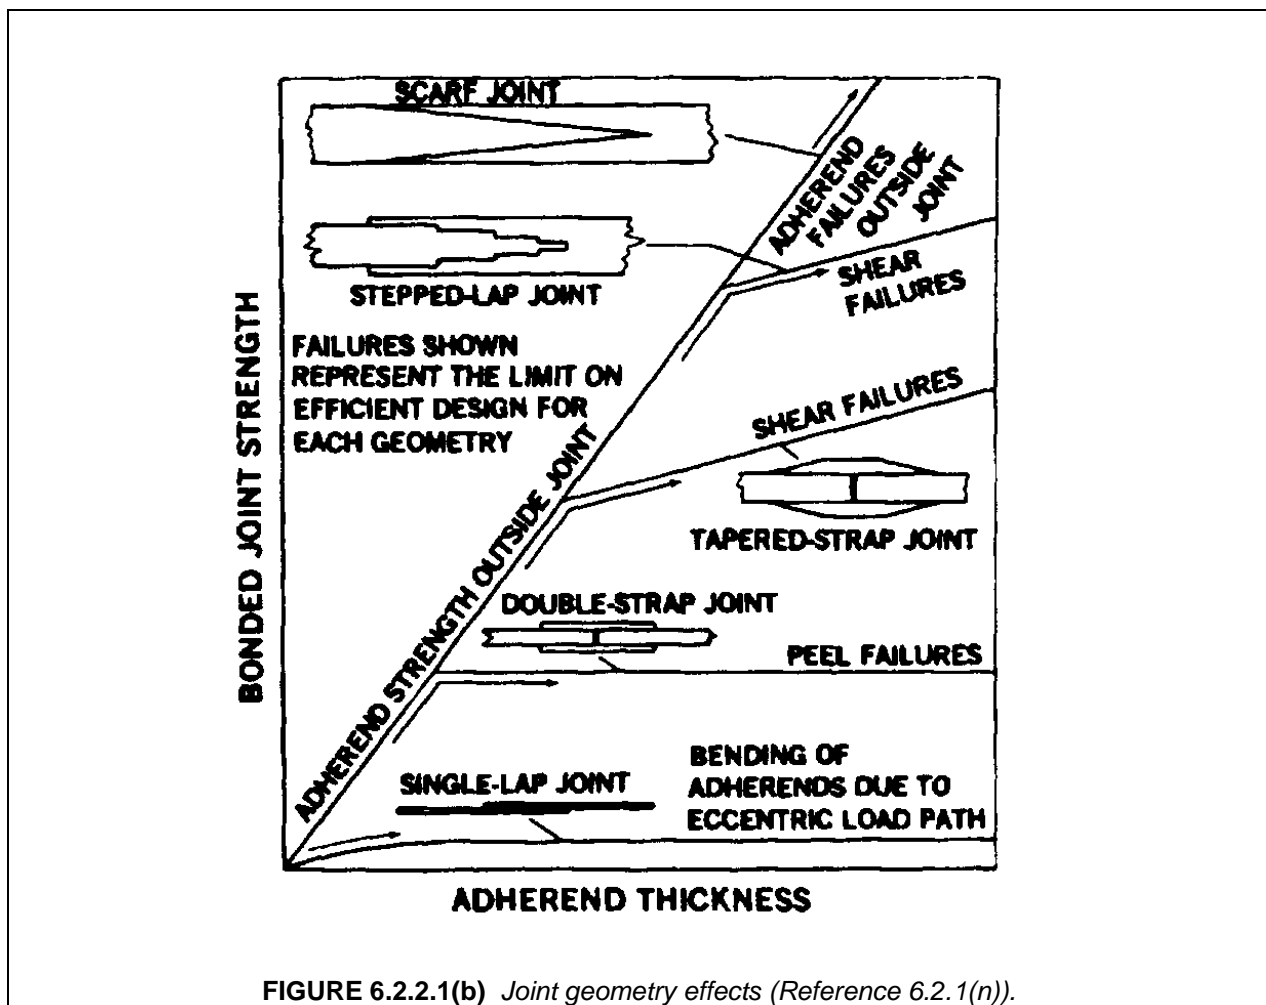 SCARF JOINT
ADHEREND
FAILURES
OUTSIDE
JOINT
STEPPED-LAP JOINT
SHEAR
FAILURES
FAILURES SHOWN
REPRESENT THE LIMIT ON
EFFICIENT DESIGN FOR
EACH GEOMETRY
SHEAR FAILURES
TAPERED-STRAP JOINT
ADHEREND STRENGTH OUTSIDE JOINT
DOUBLE-STRAP JOINT
PEEL FAILURES
SINGLE-LAP JOINT
BENDING OF
ADHERENDS DUE TO
ECCENTRIC LOAD PATH
BONDED JOINT STRENGTH
ADHEREND THICKNESS
FIGURE 6.2.2.1(b) Joint geometry effects (Reference 6.2.1(n)).